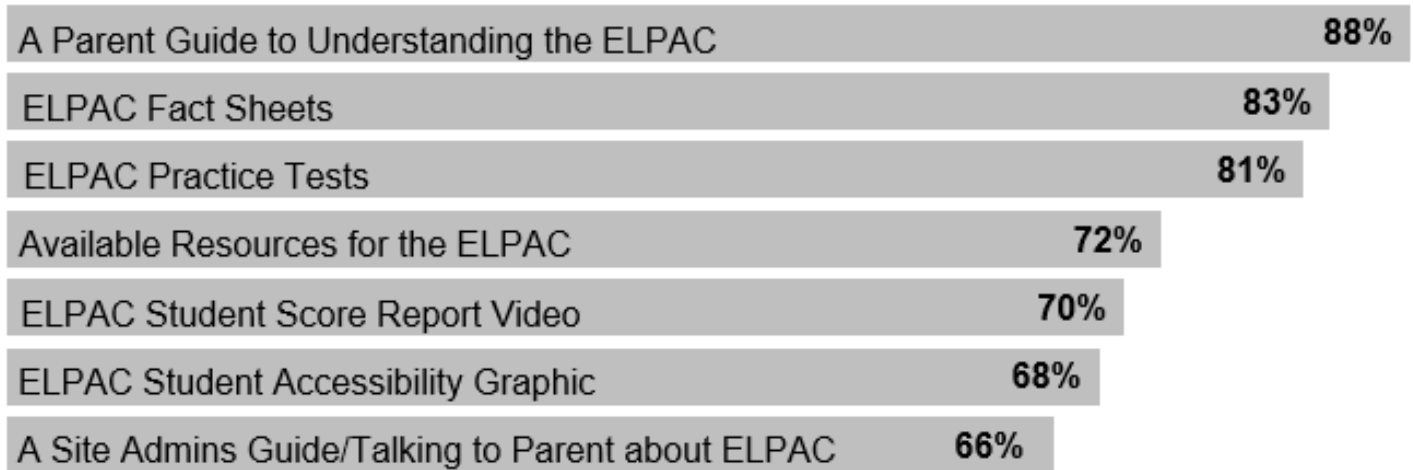 A Parent Guide to Understanding the ELPAC 88%
ELPAC Fact Sheets 83%
ELPAC Practice Tests 81%
Available Resources for the ELPAC 72%
ELPAC Student Score Report Video 70%
ELPAC Student Accessibility Graphic 68%
A Site Admins Guide/Talking to Parent about ELPAC 66%